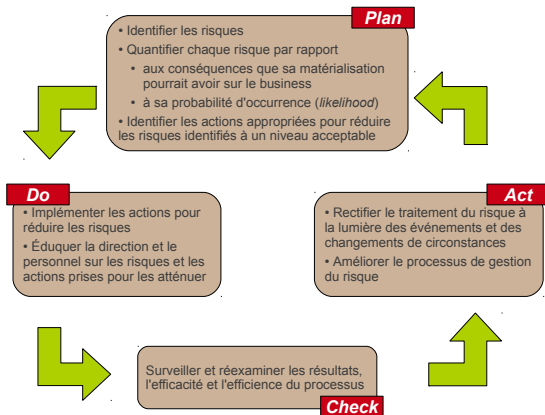 Plan
• Identifier les risques
• Quantifier chaque risque par rapport
• aux conséquences que sa matérialisation
pourrait avoir sur le business
• à sa probabilité d'occurrence (likelihood)
• Identifier les actions appropriées pour réduire
les risques identifiés à un niveau acceptable
Do
• Implémenter les actions pour
réduire les risques
• Éduquer la direction et le
personnel sur les risques et les
actions prises pour les atténuer
Act
• Rectifier le traitement du risque à
la lumière des événements et des
changements de circonstances
• Améliorer le processus de gestion
du risque
Surveiller et réexaminer les résultats,
l'efficacité et l'efficience du processus
Check